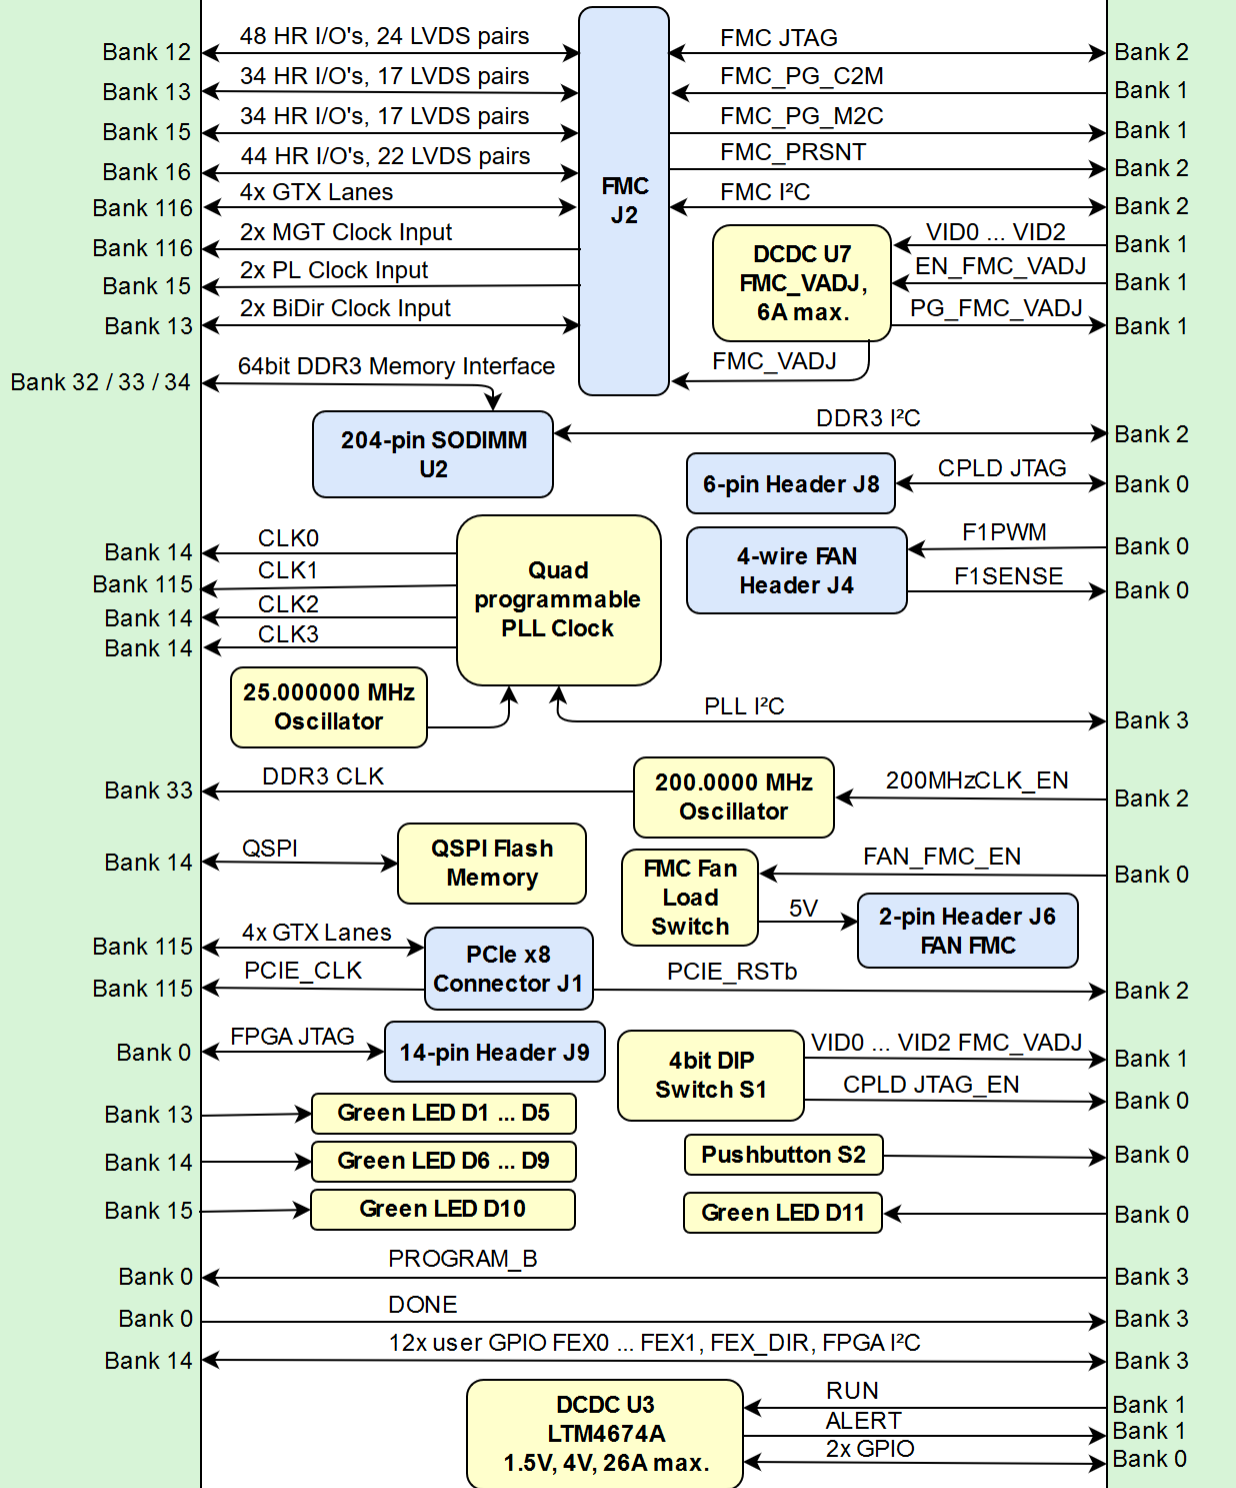 Bank 12
48 HR I/O's, 24 LVDS pairs
FMC JTAG
Bank 2
Bank 13
34 HR I/O's, 17 LVDS pairs
FMC_PG_C2M
Bank 1
Bank 15
34 HR I/O's, 17 LVDS pairs
FMC_PG_M2C
Bank 1
Bank 16
44 HR I/O's, 22 LVDS pairs
FMC_PRSNT
Bank 2
FMC
J2
Bank 116
4x GTX Lanes
FMC I²C
Bank 2
Bank 116
2x MGT Clock Input
Bank 15
2x PL Clock Input
Bank 13
2x BiDir Clock Input
DCDC U7
FMC_VADJ,
6A max.
VID0 ... VID2
Bank 1
EN_FMC_VADJ
Bank 1
PG_FMC_VADJ
Bank 1
FMC_VADJ
Bank 32 / 33 / 34
64bit DDR3 Memory Interface
204-pin SODIMM
U2
DDR3 I²C
Bank 2
6-pin Header J8
CPLD JTAG
Bank 0
4-wire FAN
Header J4
F1PWM
Bank 0
F1SENSE
Bank 0
Bank 14
CLK0
Bank 115
CLK1
Bank 14
CLK2
Bank 14
CLK3
Quad
programmable
PLL Clock
25.000000 MHz
Oscillator
PLL I²C
Bank 3
Bank 33
DDR3 CLK
200.0000 MHz
Oscillator
200MHzCLK_EN
Bank 2
Bank 14
QSPI
QSPI Flash
Memory
FMC Fan
Load
Switch
FAN_FMC_EN
Bank 0
5V
2-pin Header J6
FAN FMC
Bank 115
4x GTX Lanes
Bank 115
PCIE_CLK
PCIe x8
Connector J1
PCIE_RSTb
Bank 2
Bank 0
FPGA JTAG
14-pin Header J9
4bit DIP
Switch S1
VID0 ... VID2 FMC_VADJ
Bank 1
CPLD JTAG_EN
Bank 0
Bank 13
Green LED D1 ... D5
Bank 14
Green LED D6 ... D9
Pushbutton S2
Bank 0
Bank 15
Green LED D10
Green LED D11
Bank 0
Bank 0
PROGRAM_B
Bank 3
Bank 0
DONE
Bank 3
Bank 14
12x user GPIO FEX0 ... FEX1, FEX_DIR, FPGA I²C
Bank 3
DCDC U3
LTM4674A
1.5V, 4V, 26A max.
RUN
Bank 1
ALERT
Bank 1
2x GPIO
Bank 0